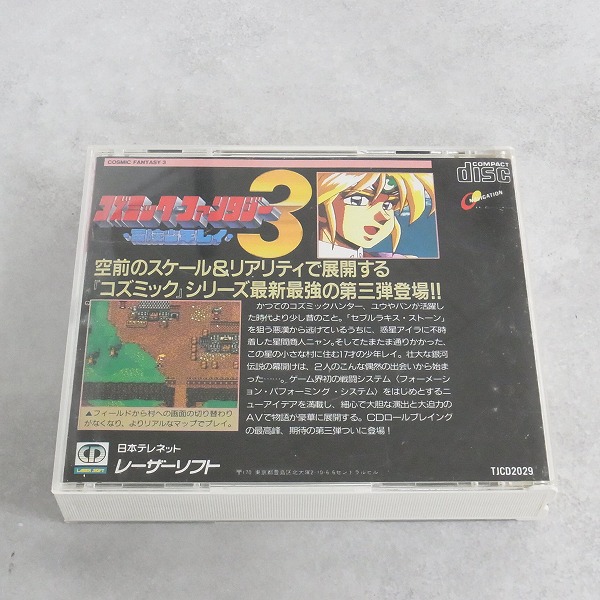 COSMIC FANTASY 3
COMPACT
disc
コズミック・ファンタジー
3
冒険少年レイ
空前のスケール&リアリティで展開する
『コズミック』シリーズ最新最強の第三弾登場!!
かつてのコズミックハンター、ユウやバンが活躍し
た時代より少し昔のこと。「セブルラキス・ストーン」
を狙う悪漢から逃げているうちに、惑星アイラに不時
着した星間商人ニャン。そしてたまたま通りかかった、
この星の小さな村に住む17才の少年レイ。壮大な銀河
伝説の幕開けは、2人のこんな偶然の出会いから始ま
った……。ゲーム界初の戦闘システム〈フォーメーシ
ョン・パフォーミング・システム〉をはじめとするニ
ューアイデアを満載し、細心で大胆な演出と大迫力の
AVで物語が豪華に展開する。CDロールプレイング
の最高峰、期待の第三弾ついに登場!
▲フィールドから村への画面の切り替わり
がなくなり、よりリアルなマップでプレイ。
日本テレネット
レーザーソフト
LASER SOFT
TJCD2029